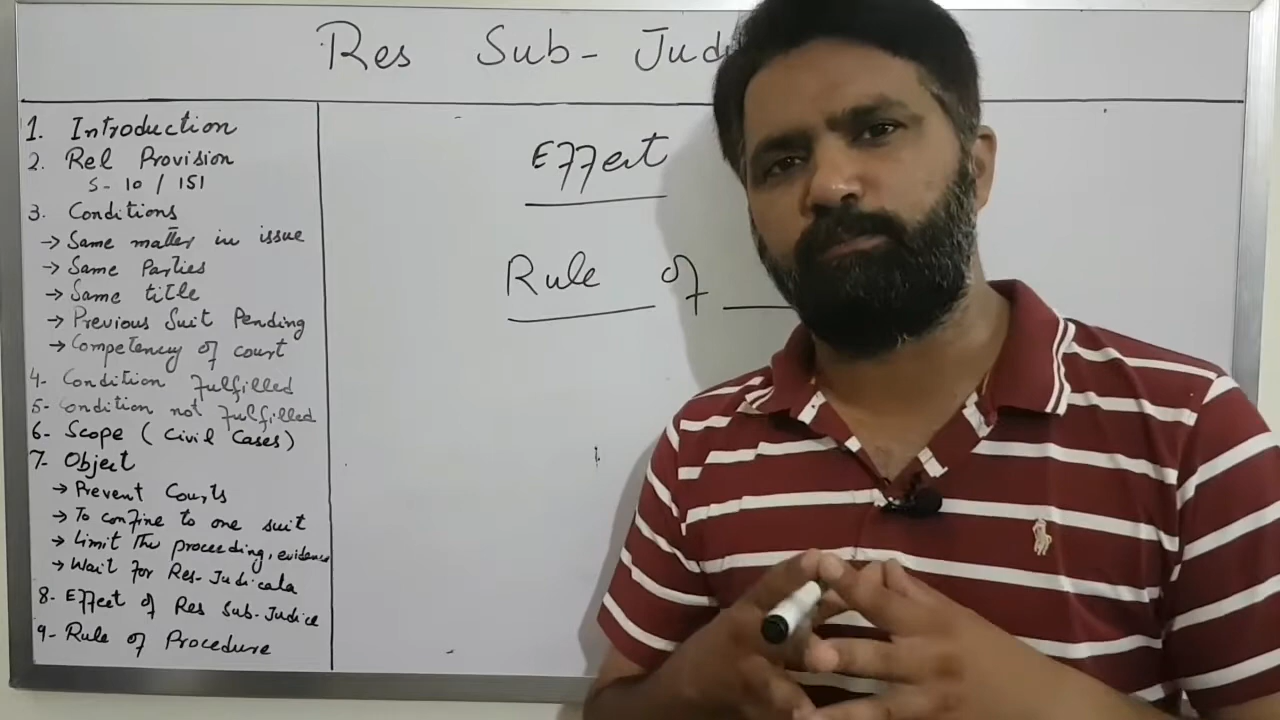 Res Sub-Jud
1. Introduction
2. Rel Provision
S-10 / 151
3. Conditions
→ Same matter in issue
→ Same Parties
→ Same title
→ Previous Suit Pending
→ Competency of court
4- Condition Fulfilled
5- Condition not Fulfilled
6- Scope (Civil Cases)
7- Object
→ Prevent Courts
→ To confine to one suit
→ Limit The proceeding, evidence
→ Wait for Res-Judicata
8- Effect of Res Sub-Judice
9- Rule of Procedure
Effect
Rule of